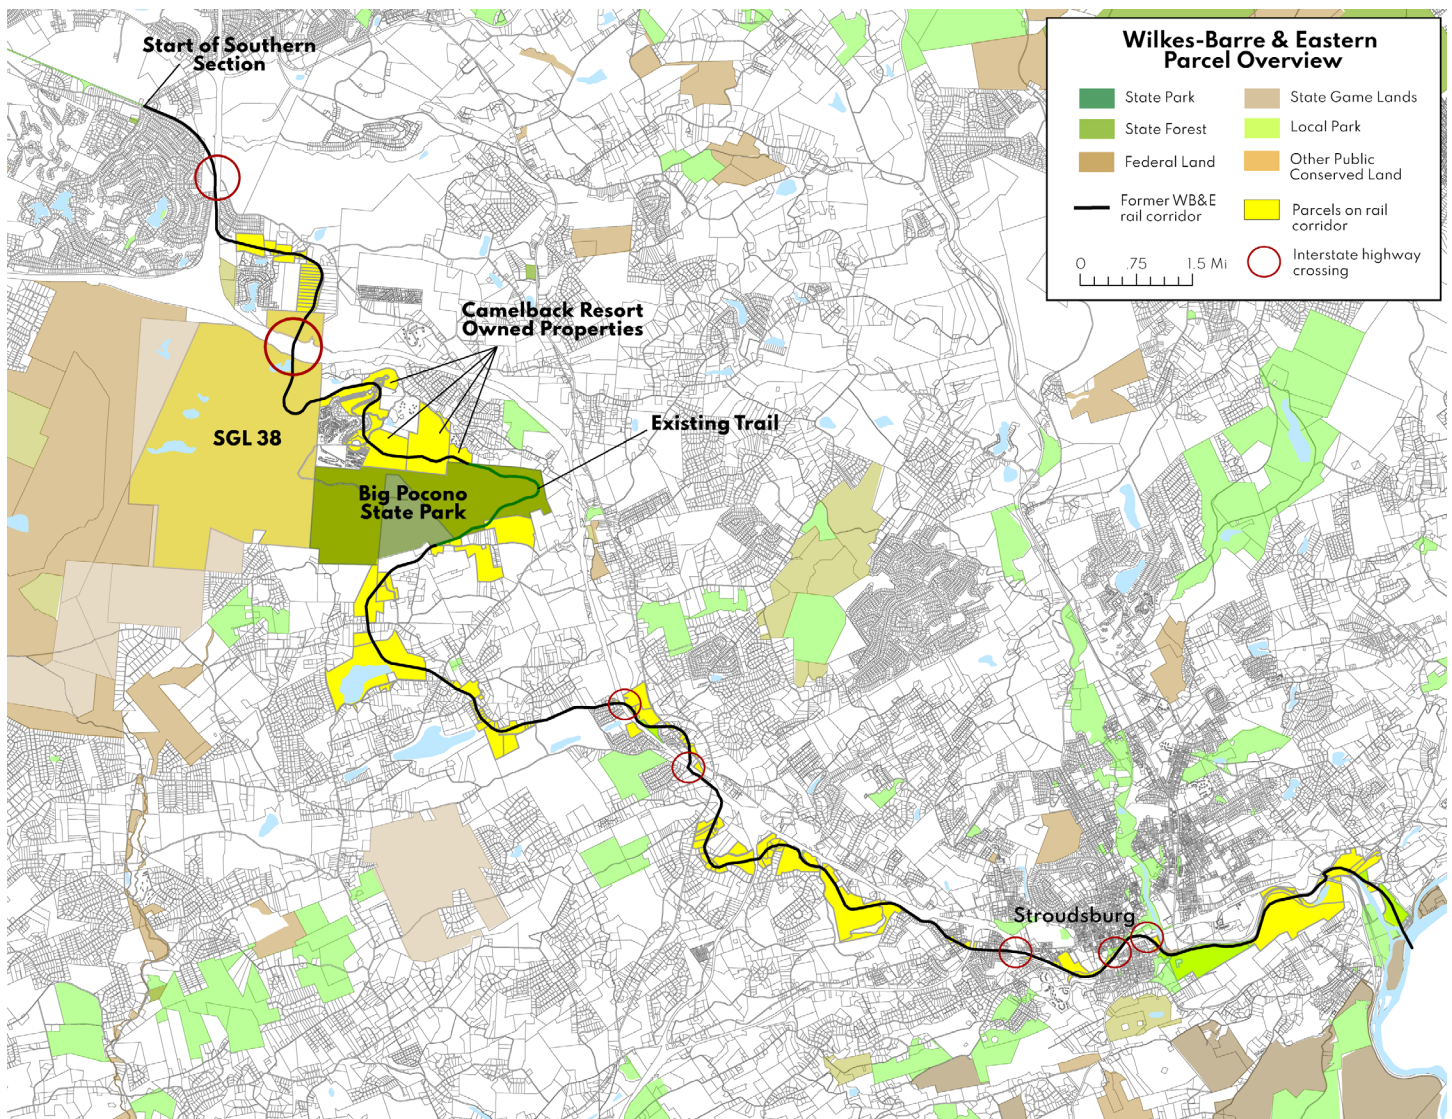 Start of Southern
Section
Wilkes-Barre & Eastern
Parcel Overview
State Park
State Game Lands
State Forest
Local Park
Federal Land
Other Public
Conserved Land
Former WB&E
rail corridor
Parcels on rail
corridor
0 .75 1.5 Mi
Interstate highway
crossing
Camelback Resort
Owned Properties
Existing Trail
SGL 38
Big Pocono
State Park
Stroudsburg